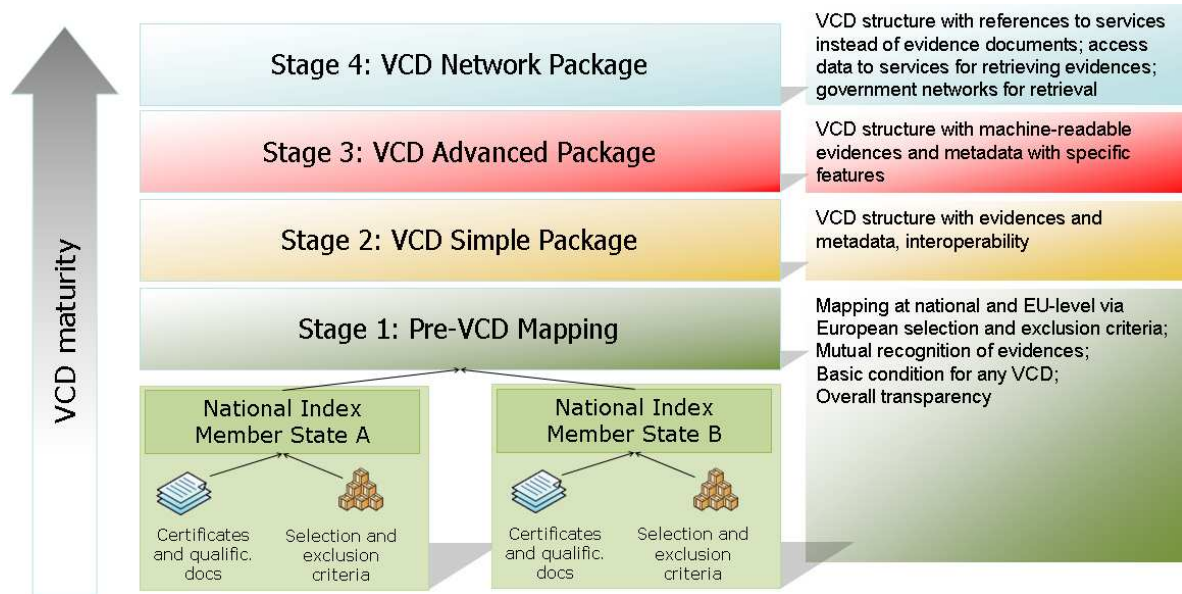 VCD maturity
Stage 4: VCD Network Package
VCD structure with references to services
instead of evidence documents; access
data to services for retrieving evidences;
government networks for retrieval
Stage 3: VCD Advanced Package
VCD structure with machine-readable
evidences and metadata with specific
features
Stage 2: VCD Simple Package
VCD structure with evidences and
metadata, interoperability
Stage 1: Pre-VCD Mapping
Mapping at national and EU-level via
European selection and exclusion criteria;
Mutual recognition of evidences;
Basic condition for any VCD;
Overall transparency
National Index
Member State A
Certificates
and qualific.
docs
Selection and
exclusion
criteria
National Index
Member State B
Certificates
and qualific.
docs
Selection and
exclusion
criteria